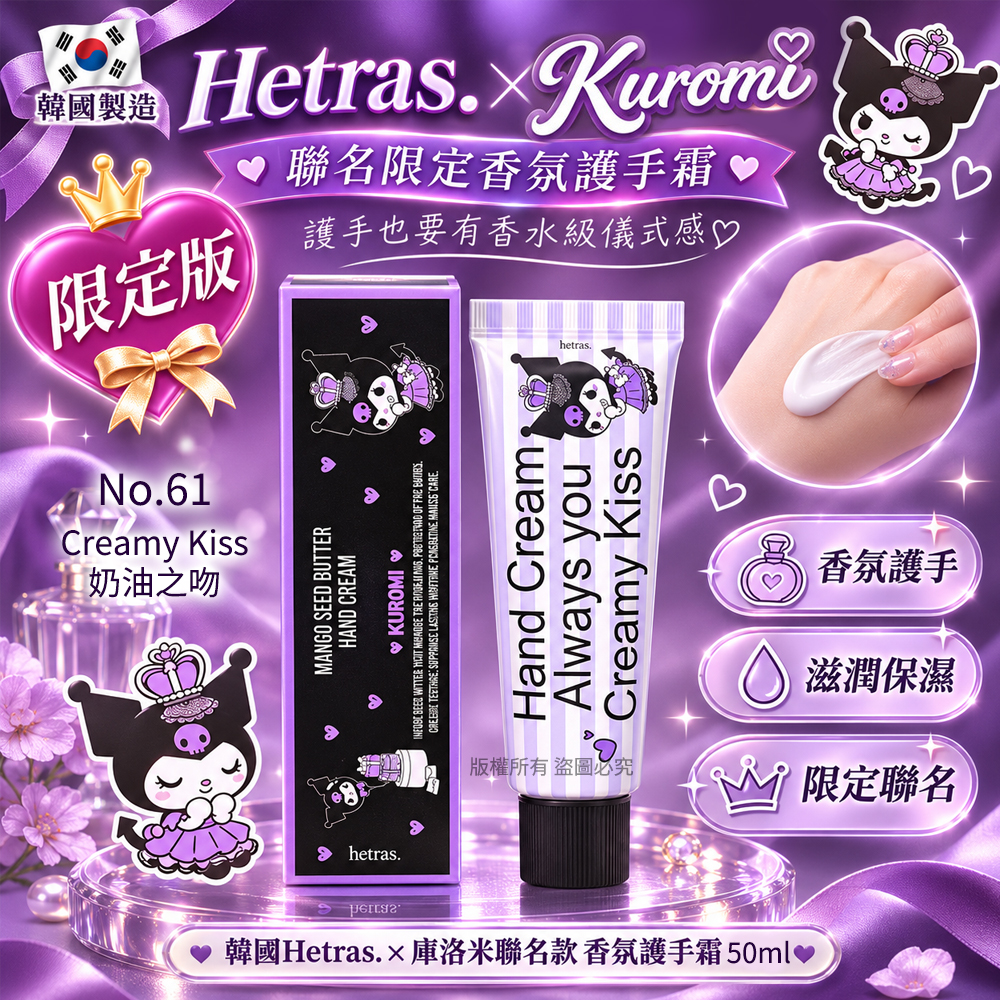 韓國製造
Hetras. × Kuromi
聯名限定香氛護手霜
護手也要有香水級儀式感
限定版
No.61
Creamy Kiss
奶油之吻
MANGO SEED BUTTER
HAND CREAM
KUROMI
hetras.
hetras.
Hand Cream
Always you
Creamy Kiss
版權所有 盜圖必究
香氛護手
滋潤保濕
限定聯名
韓國Hetras.×庫洛米聯名款 香氛護手霜 50ml